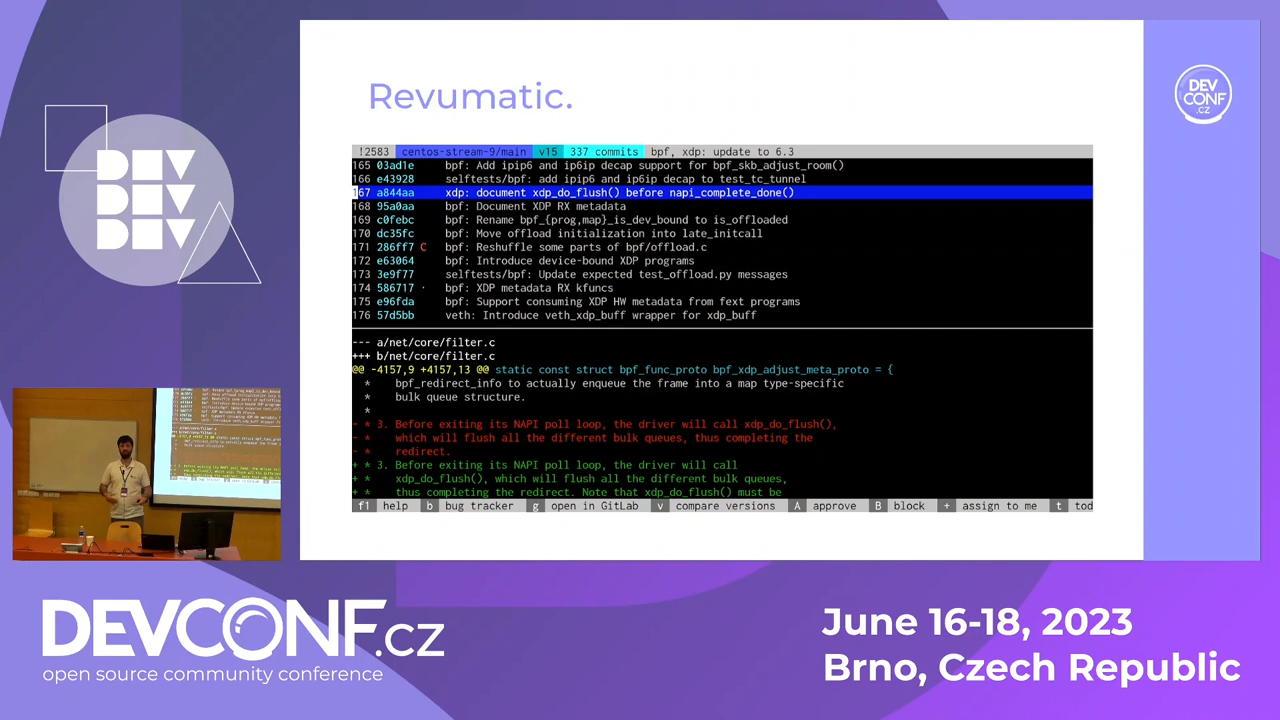 Revumatic.
DEV
CONF
.cz
DEV
DEV
DEV
!2583 centos-stream-9/main v15 337 commits bpf, xdp: update to 6.3
165 03ad1e bpf: Add ipip6 and ip6ip decap support for bpf_skb_adjust_room()
166 e43928 selftests/bpf: add ipip6 and ip6ip decap to test_tc_tunnel
167 a844aa xdp: document xdp_do_flush() before napi_complete_done()
168 95a0aa bpf: Document XDP RX metadata
169 c0febc bpf: Rename bpf_{prog,map}_is_dev_bound to is_offloaded
170 dc35fc bpf: Move offload initialization into late_initcall
171 286ff7 C bpf: Reshuffle some parts of bpf/offload.c
172 e63064 bpf: Introduce device-bound XDP programs
173 3e9f77 selftests/bpf: Update expected test_offload.py messages
174 586717 · bpf: XDP metadata RX kfuncs
175 e96fda bpf: Support consuming XDP HW metadata from fext programs
176 57d5bb veth: Introduce veth_xdp_buff wrapper for xdp_buff
--- a/net/core/filter.c
+++ b/net/core/filter.c
@@ -4157,9 +4157,13 @@ static const struct bpf_func_proto bpf_xdp_adjust_meta_proto = {
* bpf_redirect_info to actually enqueue the frame into a map type-specific
* bulk queue structure.
*
- * 3. Before exiting its NAPI poll loop, the driver will call xdp_do_flush(),
- * which will flush all the different bulk queues, thus completing the
- * redirect.
+ * 3. Before exiting its NAPI poll loop, the driver will call
+ * xdp_do_flush(), which will flush all the different bulk queues,
+ * thus completing the redirect. Note that xdp_do_flush() must be
f1 help b bug tracker g open in GitLab v compare versions A approve B block + assign to me t tod
DEVCONF.cz
open source community conference
June 16-18, 2023
Brno, Czech Republic